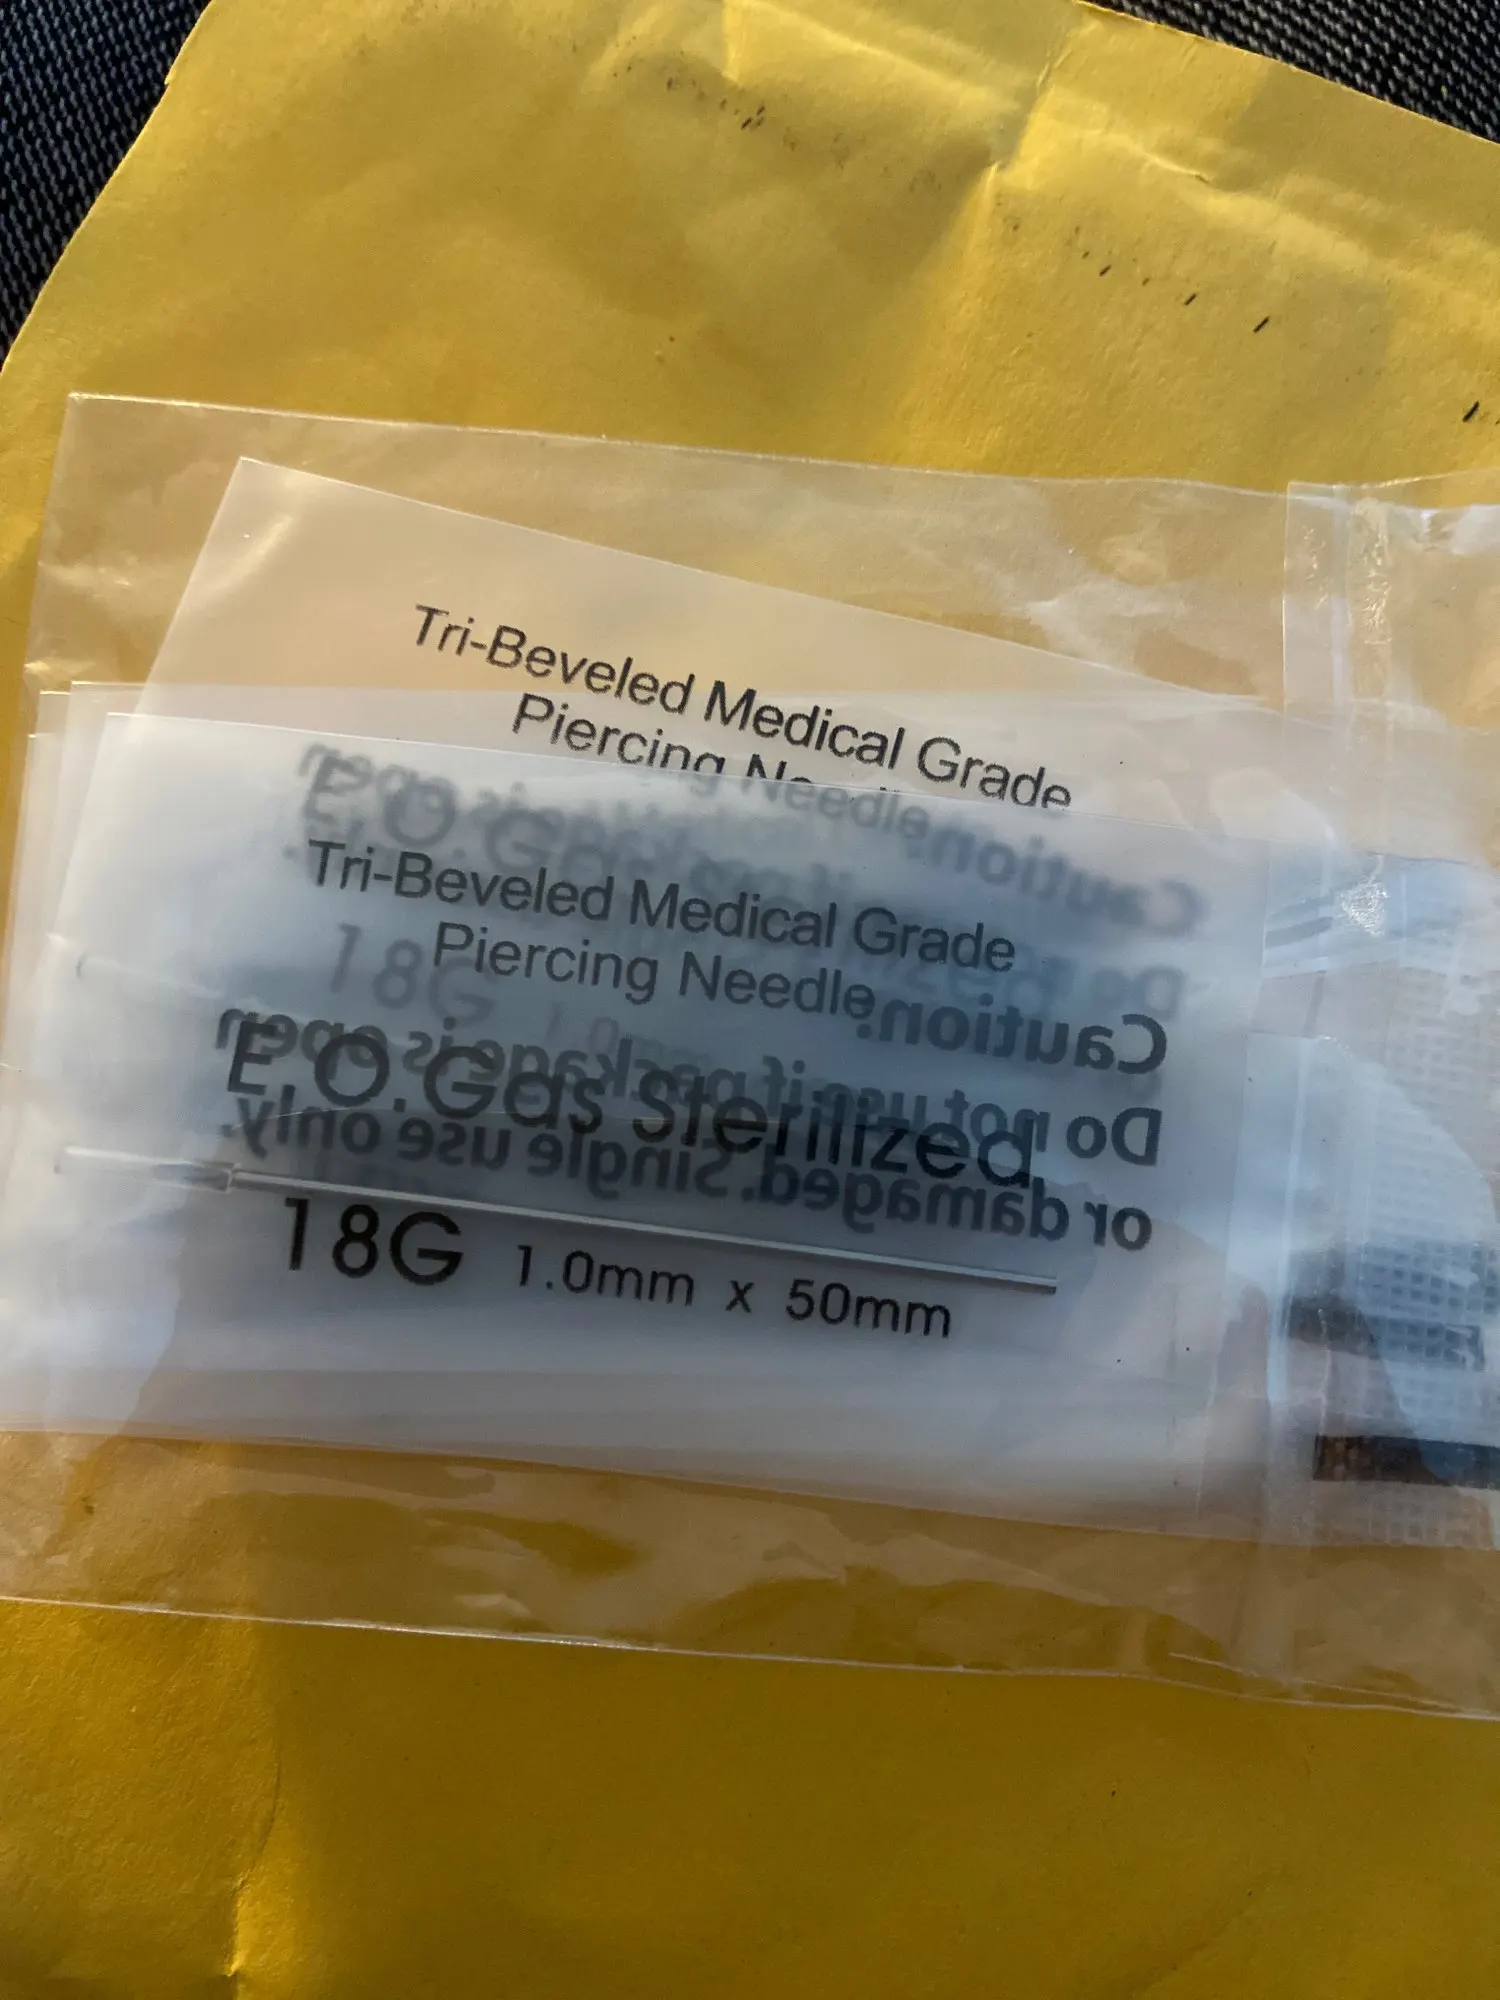 Tri-Beveled Medical Grade
Piercing Needle
Tri-Beveled Medical Grade
Piercing Needle
E.O.Gas Sterilized
18G 1.0mm x 50mm
Caution:
Do not use if package is open
or damaged. Single use only.